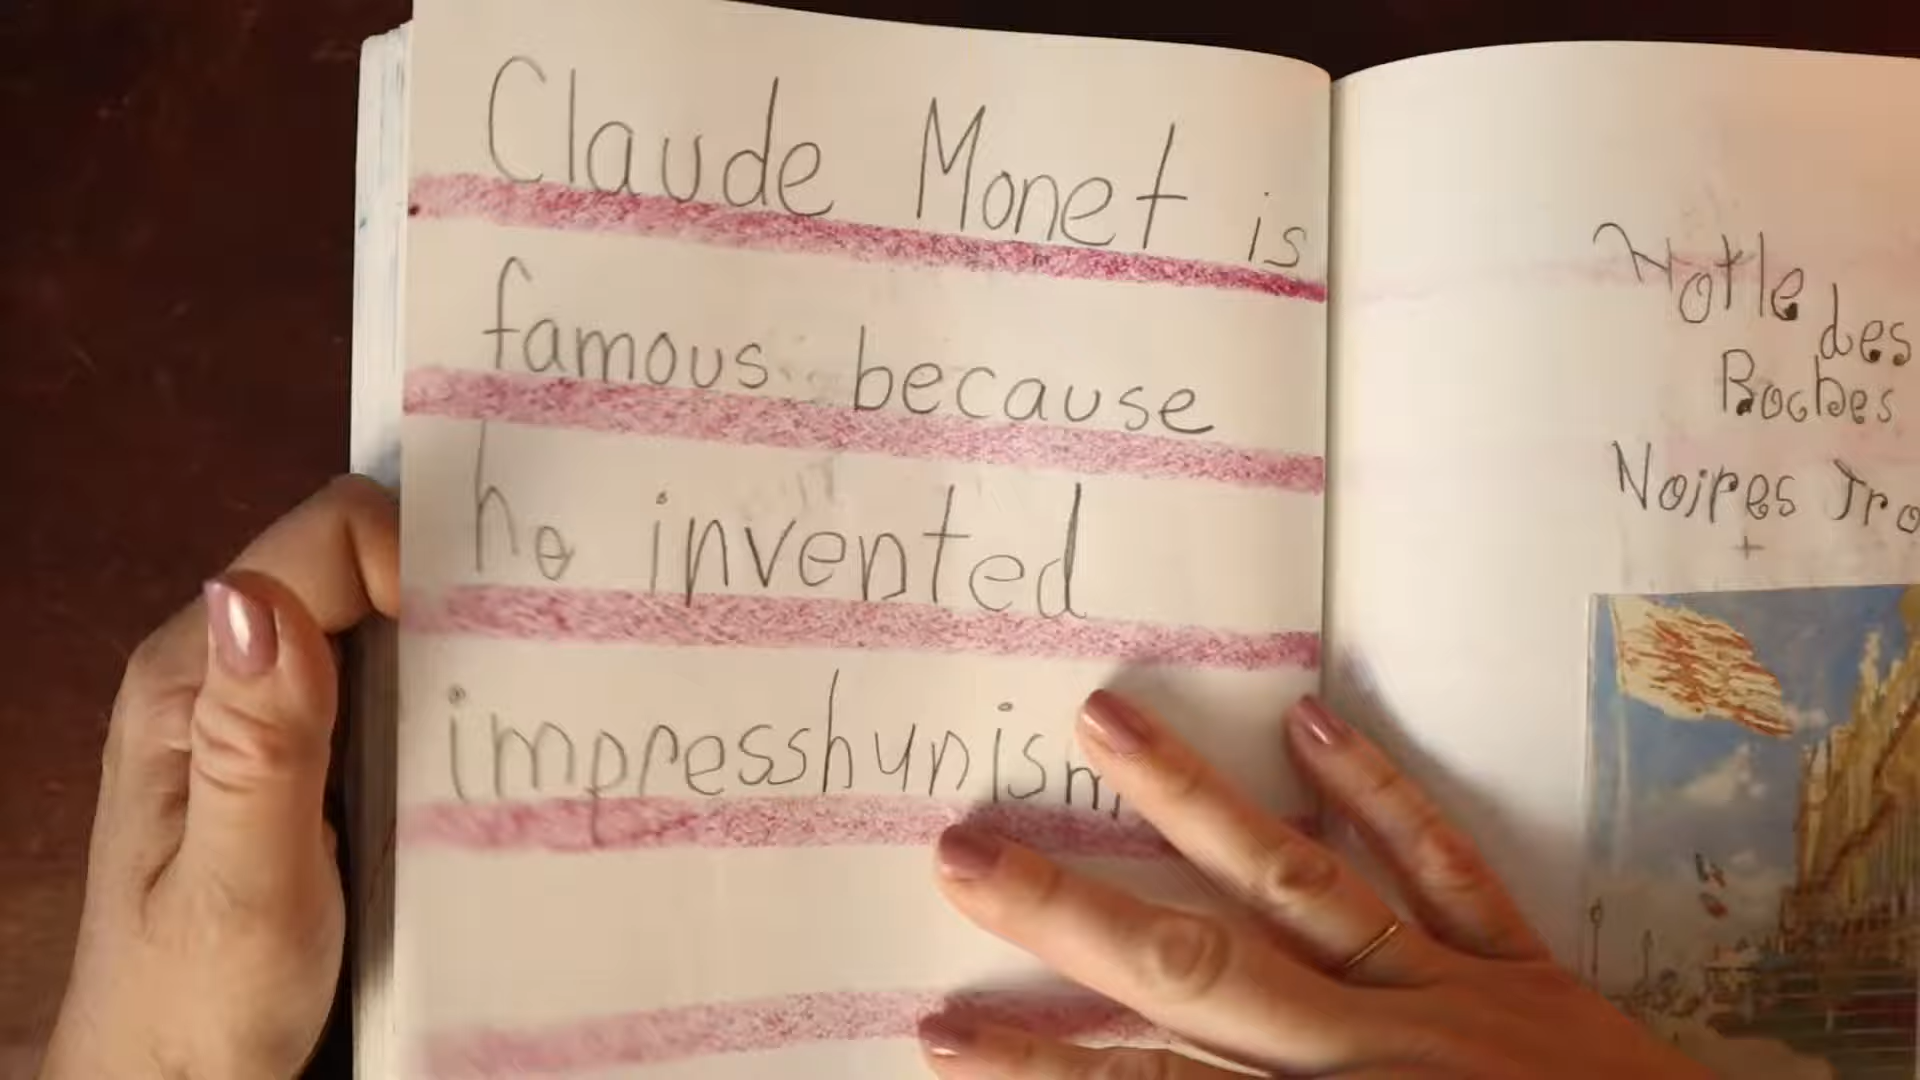 Claude Monet is
famous because
he invented
impresshunism
Hotle des
Roches
Noires Tro